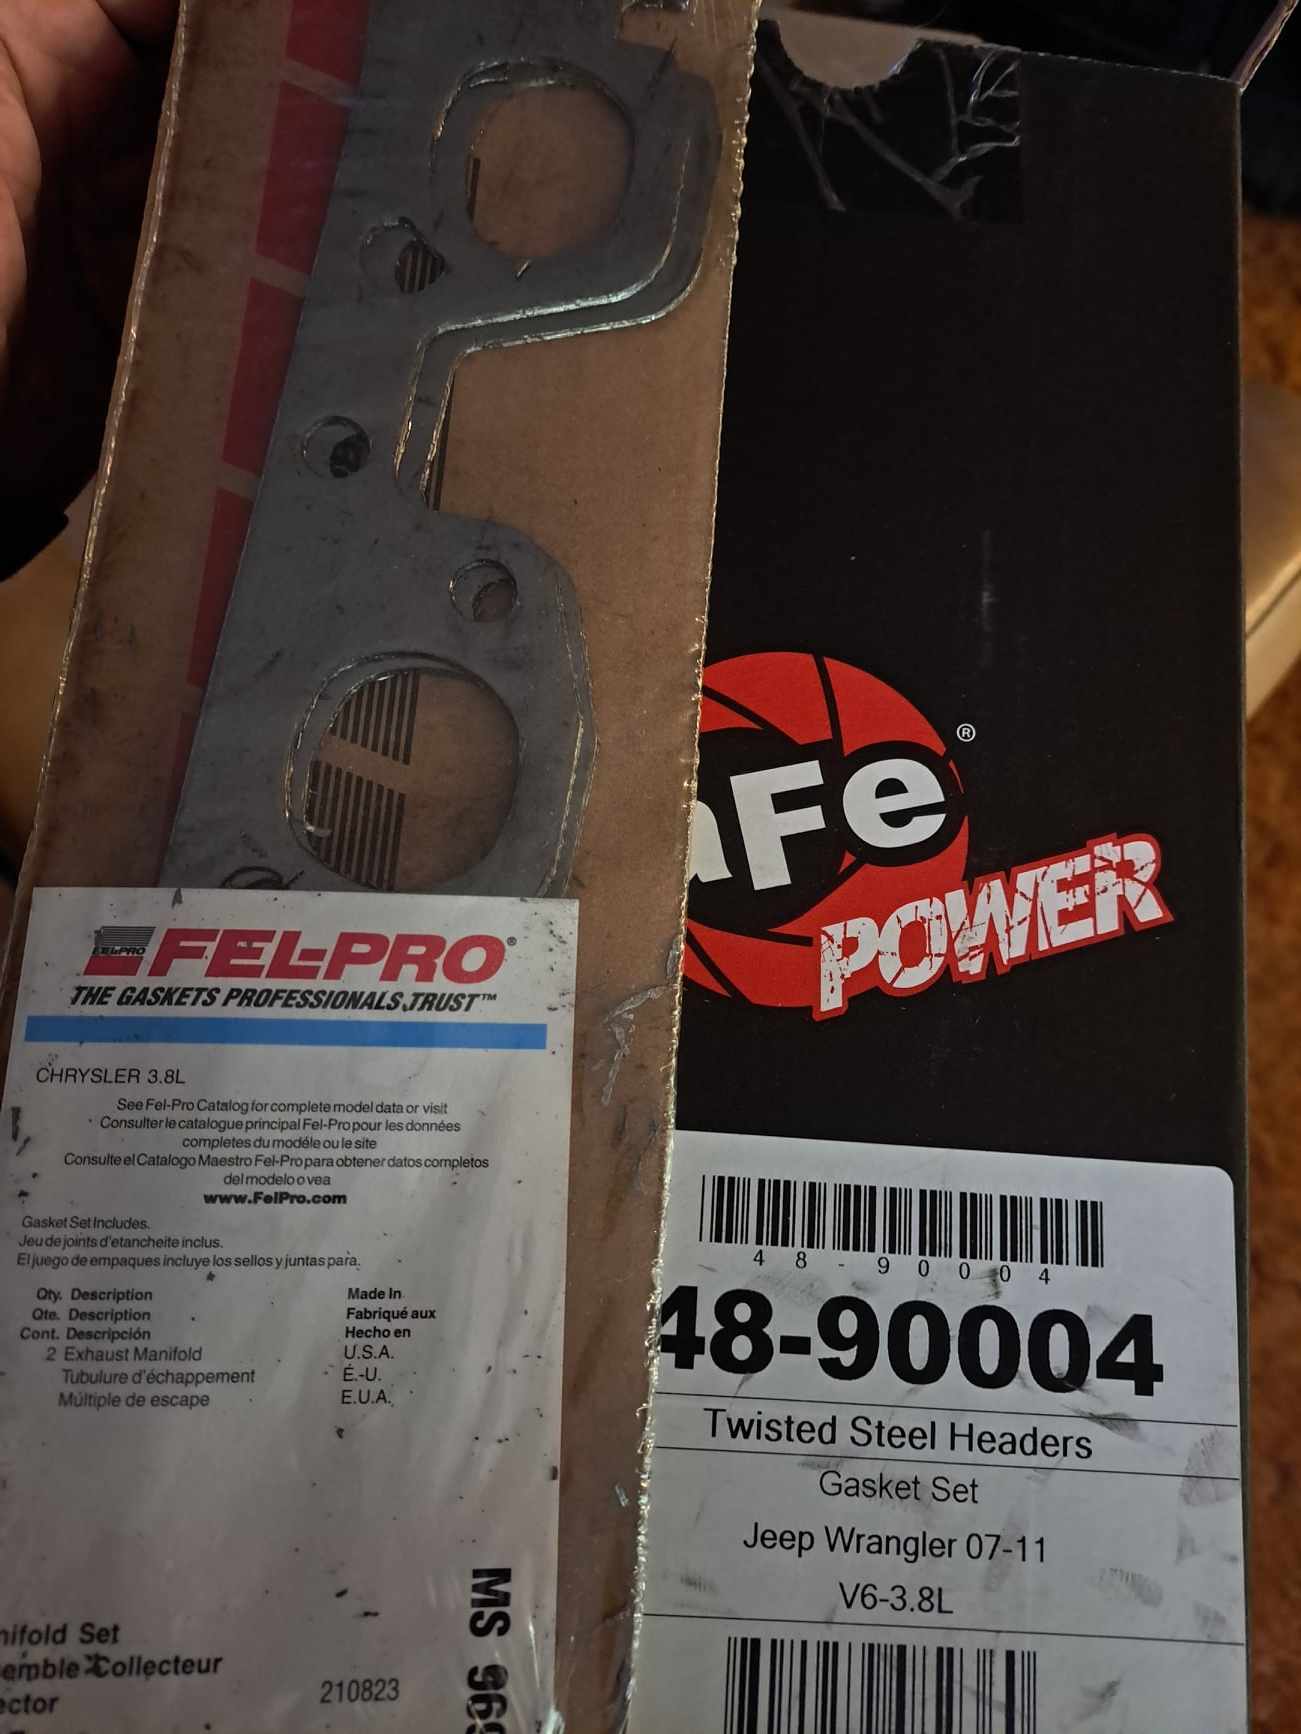 FEL-PRO
FEL-PRO®
THE GASKETS PROFESSIONALS TRUST™
CHRYSLER 3.8L
See Fel-Pro Catalog for complete model data or visit
Consulter le catalogue principal Fel-Pro pour les données
completes du modéle ou le site
Consulte el Catalogo Maestro Fel-Pro para obtener datos completos
del modelo o vea
www.FelPro.com
Gasket Set Includes.
Jeu de joints d'etancheite inclus.
El juego de empaques incluye los sellos y juntas para.
Qty. Description Made In
Qte. Description Fabriqué aux
Cont. Descripción Hecho en
2 Exhaust Manifold U.S.A.
Tubulure d'échappement É.-U.
Múltiple de escape E.U.A.
MS
Set
Collecteur
210823
aFe
®
POWER
48-90004
48-90004
Twisted Steel Headers
Gasket Set
Jeep Wrangler 07-11
V6-3.8L